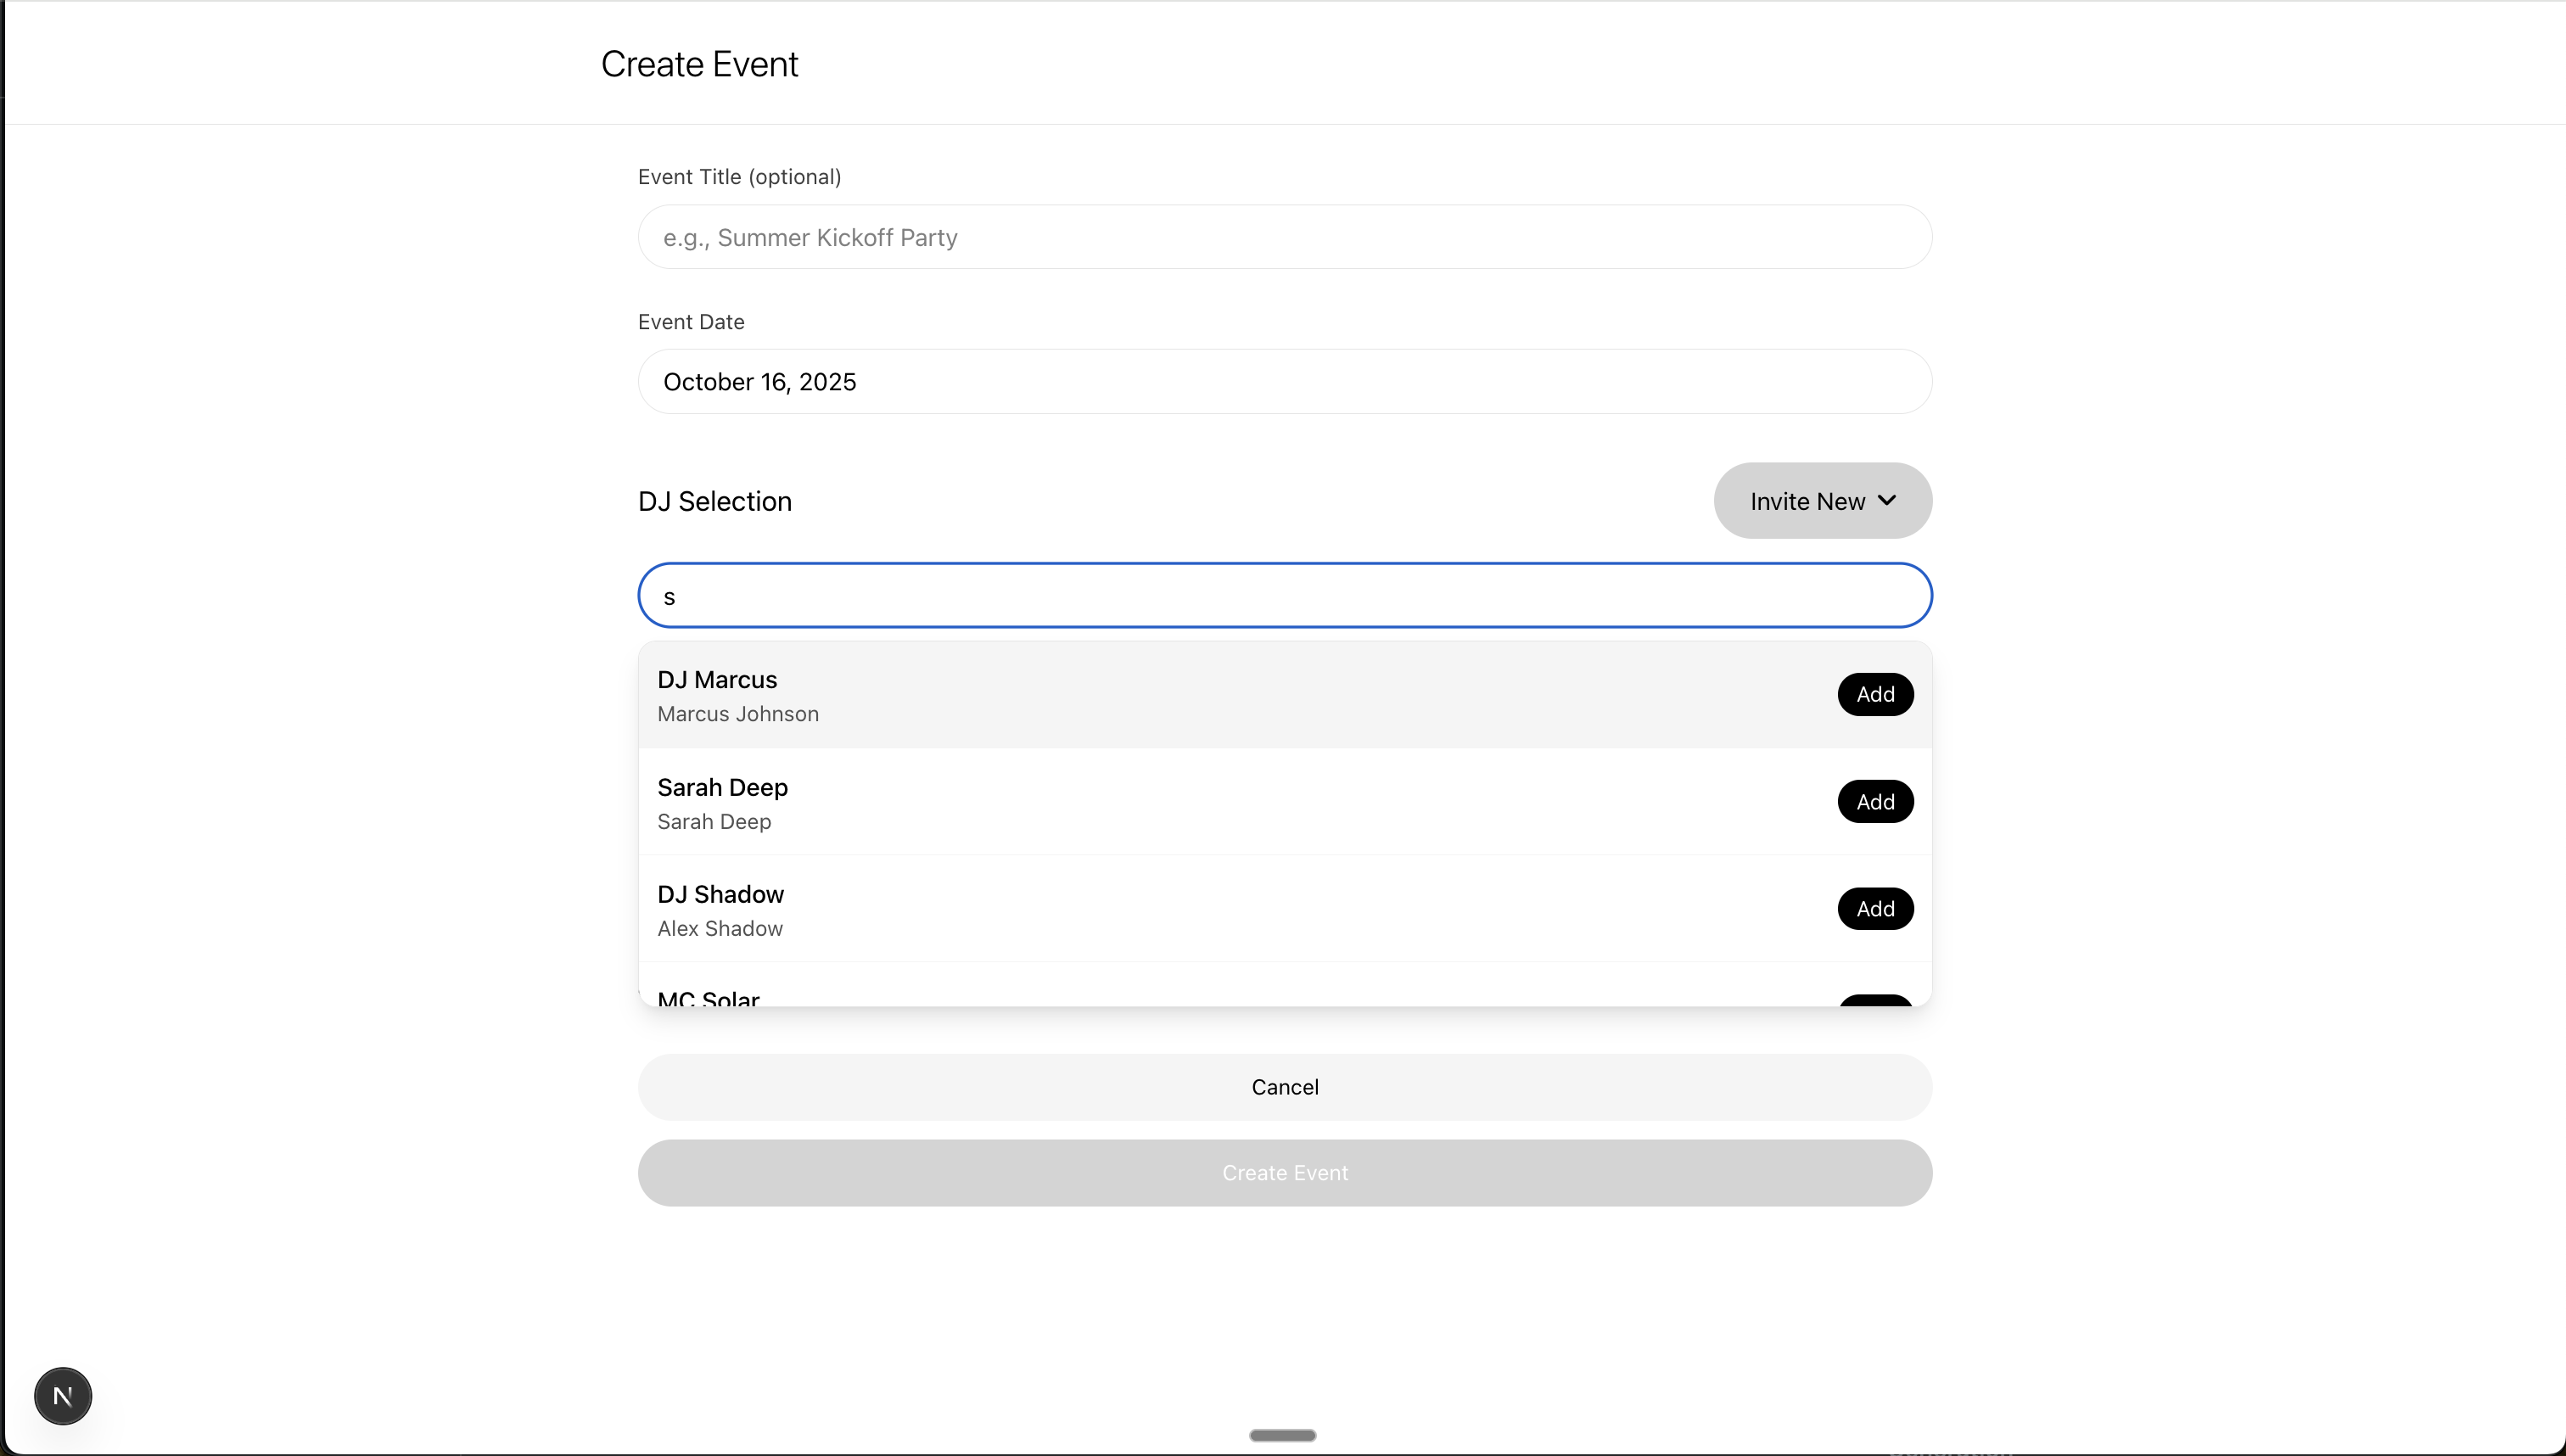 Create Event
Event Title (optional)
e.g., Summer Kickoff Party
Event Date
October 16, 2025
DJ Selection
Invite New
s
DJ Marcus
Marcus Johnson
Add
Sarah Deep
Sarah Deep
Add
DJ Shadow
Alex Shadow
Add
MC Solar
Cancel
Create Event
N